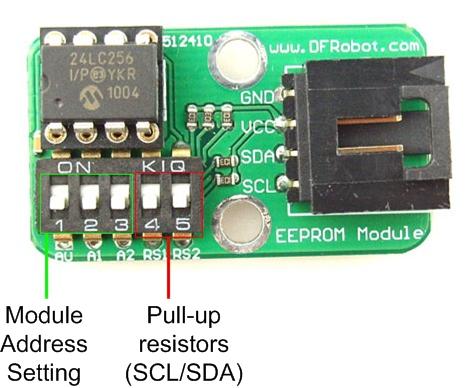 512410
www.DFRobot.com
24LC256
I/P e3 YKR
1004
GND
VCC
SDA
SCL
ON KIQ
1 2 3 4 5
A0 A1 A2 RS1 RS2
EEPROM Module
Module
Address
Setting
Pull-up
resistors
(SCL/SDA)